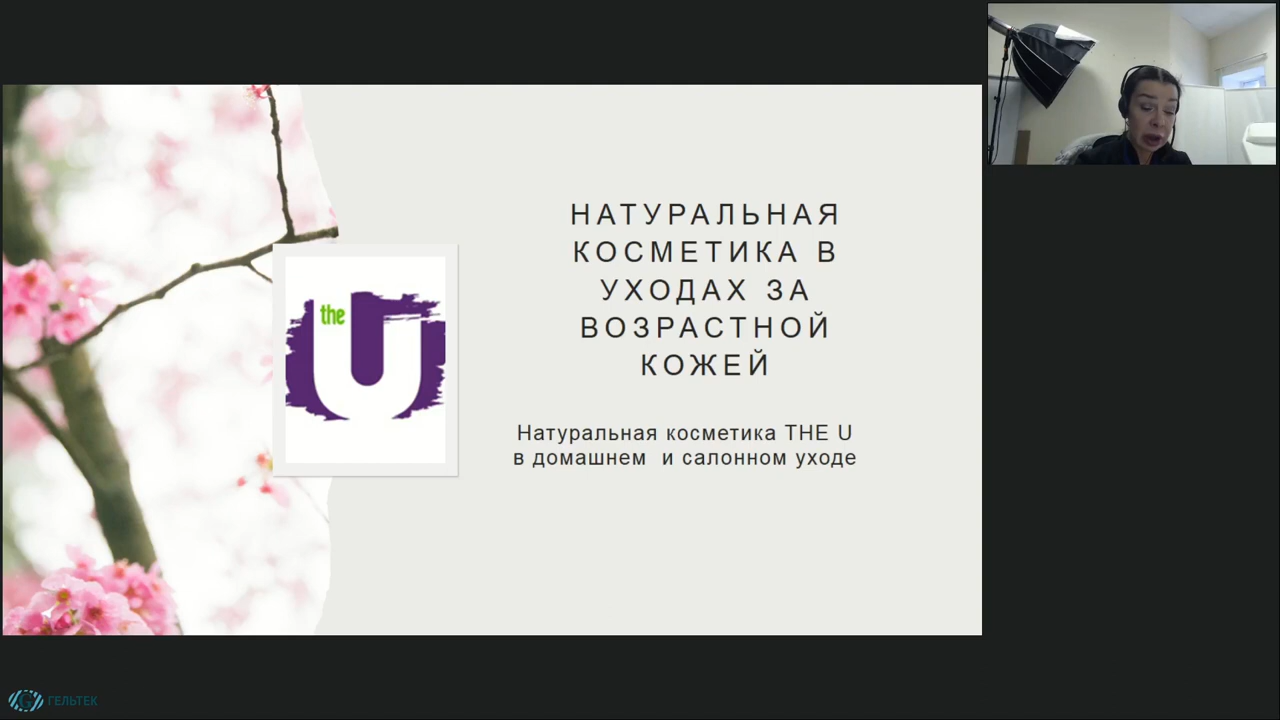 the
U
НАТУРАЛЬНАЯ
КОСМЕТИКА В
УХОДАХ ЗА
ВОЗРАСТНОЙ
КОЖЕЙ
Натуральная косметика THE U
в домашнем и салонном уходе
ГЕЛЬТЕК